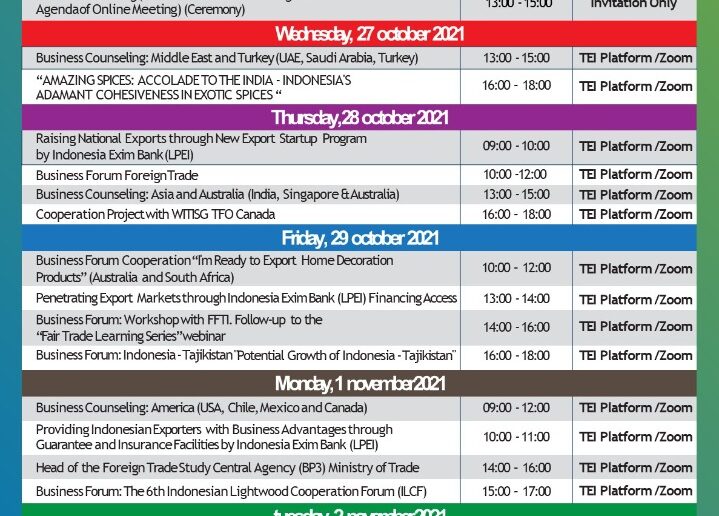 Agenda of Online Meeting) (Ceremony)
13:00 - 15:00
Invitation Only
Wednesday, 27 october 2021
Business Counseling: Middle East and Turkey (UAE, Saudi Arabia, Turkey) 13:00 - 15:00 TEI Platform /Zoom
“AMAZING SPICES: ACCOLADE TO THE INDIA - INDONESIA'S
ADAMANT COHESIVENESS IN EXOTIC SPICES “ 16:00 - 18:00 TEI Platform /Zoom
Thursday, 28 october 2021
Raising National Exports through New Export Startup Program
by Indonesia Exim Bank (LPEI) 09:00 - 10:00 TEI Platform /Zoom
Business Forum Foreign Trade 10:00 -12:00 TEI Platform /Zoom
Business Counseling: Asia and Australia (India, Singapore & Australia) 13:00 - 15:00 TEI Platform /Zoom
Cooperation Project with WITISG TFO Canada 16:00 - 18:00 TEI Platform /Zoom
Friday, 29 october 2021
Business Forum Cooperation “I'm Ready to Export Home Decoration
Products” (Australia and South Africa) 10:00 - 12:00 TEI Platform /Zoom
Penetrating Export Markets through Indonesia Exim Bank (LPEI) Financing Access 13:00 - 14:00 TEI Platform /Zoom
Business Forum: Workshop with FFTI. Follow-up to the
“Fair Trade Learning Series” webinar 14:00 - 16:00 TEI Platform /Zoom
Business Forum: Indonesia - Tajikistan "Potential Growth of Indonesia - Tajikistan" 16:00 - 18:00 TEI Platform /Zoom
Monday, 1 november 2021
Business Counseling: America (USA, Chile, Mexico and Canada) 09:00 - 12:00 TEI Platform /Zoom
Providing Indonesian Exporters with Business Advantages through
Guarantee and Insurance Facilities by Indonesia Exim Bank (LPEI) 10:00 - 11:00 TEI Platform /Zoom
Head of the Foreign Trade Study Central Agency (BP3) Ministry of Trade 14:00 - 16:00 TEI Platform /Zoom
Business Forum: The 6th Indonesian Lightwood Cooperation Forum (ILCF) 15:00 - 17:00 TEI Platform /Zoom
tuesday, 2 november 2021